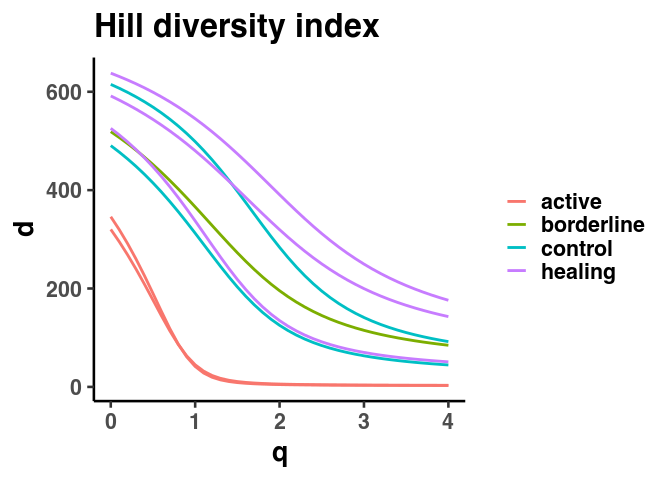 Hill diversity index
d
600
400
200
0
0 1 2 3 4
q
active
borderline
control
healing